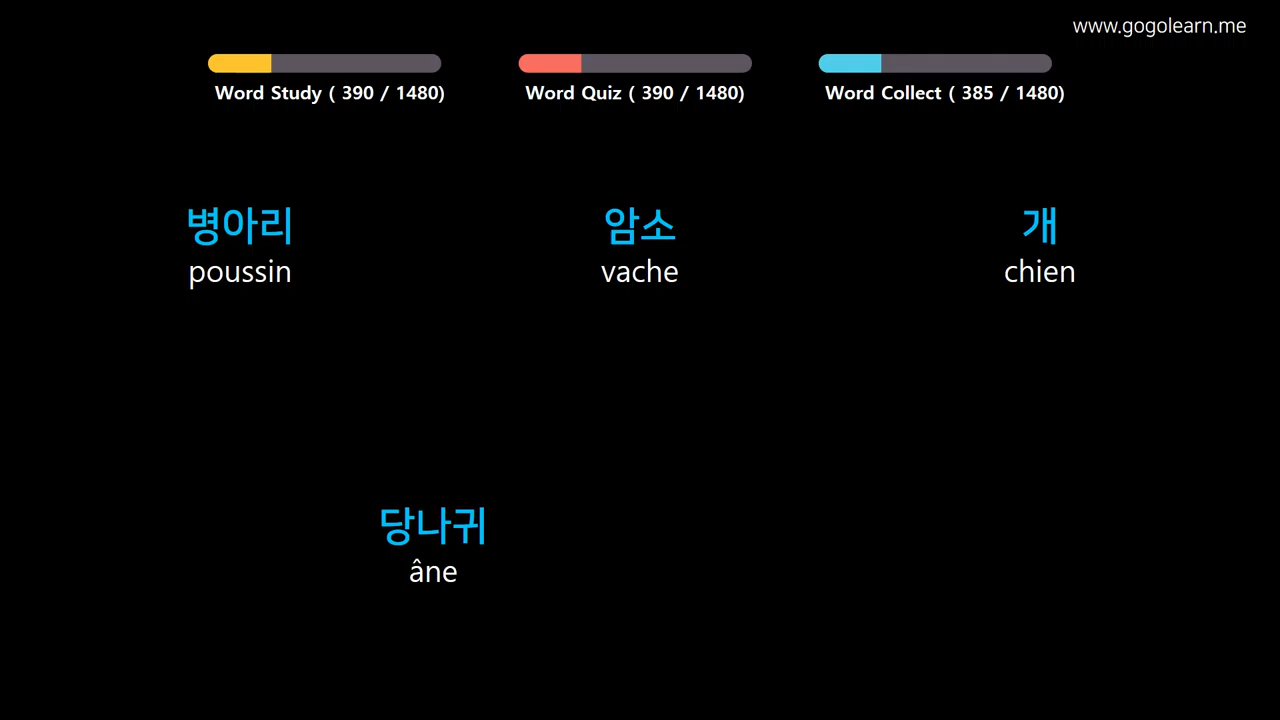 www.gogolearn.me
Word Study ( 390 / 1480)
Word Quiz ( 390 / 1480)
Word Collect ( 385 / 1480)
병아리
poussin
암소
vache
개
chien
당나귀
âne